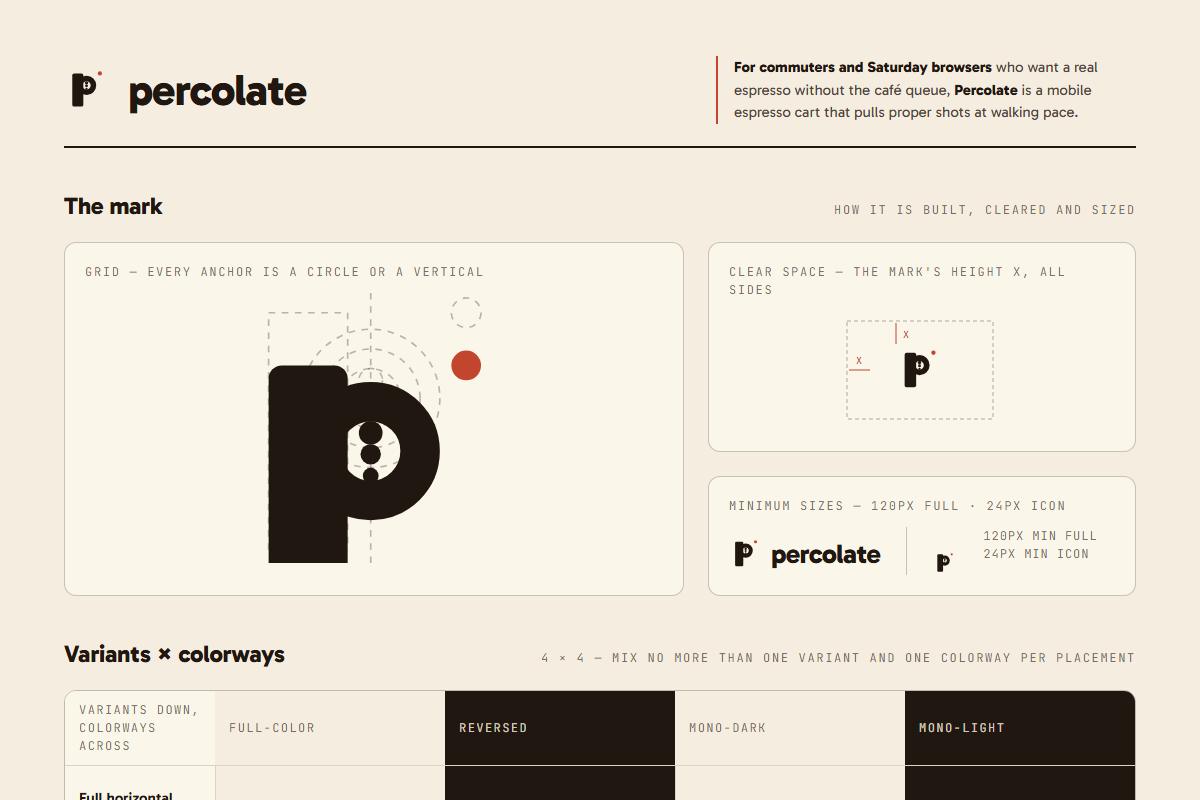 percolate
For commuters and Saturday browsers who want a real
espresso without the café queue, Percolate is a mobile
espresso cart that pulls proper shots at walking pace.
The mark
HOW IT IS BUILT, CLEARED AND SIZED
GRID — EVERY ANCHOR IS A CIRCLE OR A VERTICAL
CLEAR SPACE — THE MARK'S HEIGHT X, ALL
SIDES
X
X
MINIMUM SIZES — 120PX FULL · 24PX ICON
percolate
120PX MIN FULL
24PX MIN ICON
Variants × colorways
4 × 4 — MIX NO MORE THAN ONE VARIANT AND ONE COLORWAY PER PLACEMENT
VARIANTS DOWN,
COLORWAYS
ACROSS
FULL-COLOR
REVERSED
MONO-DARK
MONO-LIGHT
Full horizontal